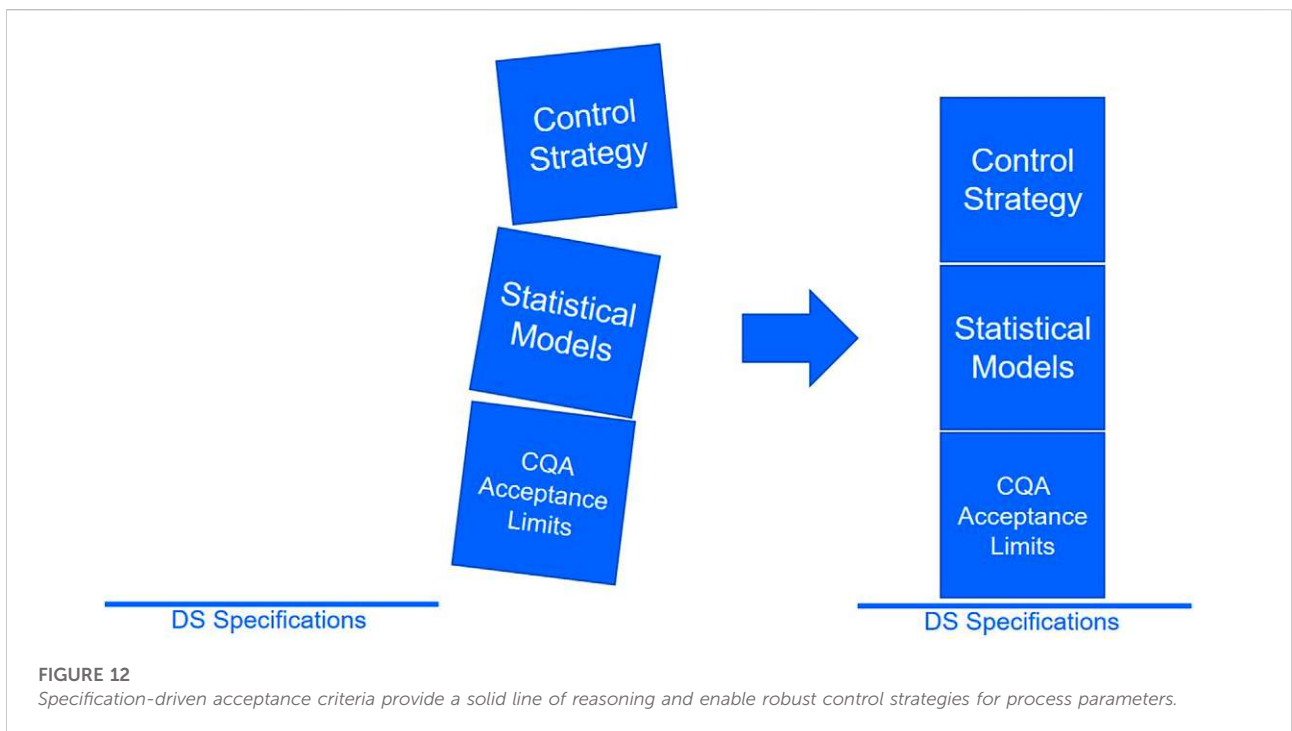 Control
Strategy
Statistical
Models
CQA
Acceptance
Limits
DS Specifications
Control
Strategy
Statistical
Models
CQA
Acceptance
Limits
DS Specifications
FIGURE 12
Specification-driven acceptance criteria provide a solid line of reasoning and enable robust control strategies for process parameters.